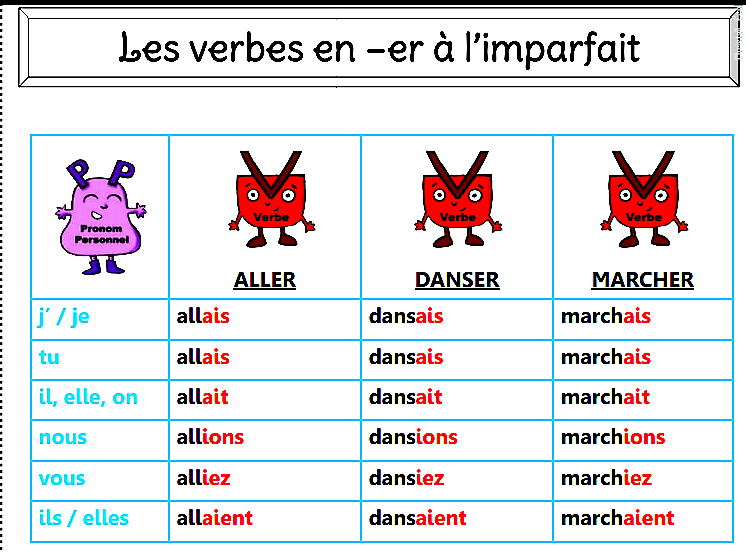 Les verbes en –er à l'imparfait
P P
Pronom
Personnel
Verbe
Verbe
Verbe
ALLER DANSER MARCHER
j' / je allais dansais marchais
tu allais dansais marchais
il, elle, on allait dansait marchait
nous allions dansions marchions
vous alliez dansiez marchiez
ils / elles allaient dansaient marchaient